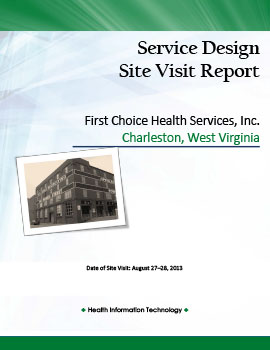 Service Design
Site Visit Report
First Choice Health Services, Inc.
Charleston, West Virginia
Date of Site Visit: August 27–28, 2013
◆ Health Information Technology ◆